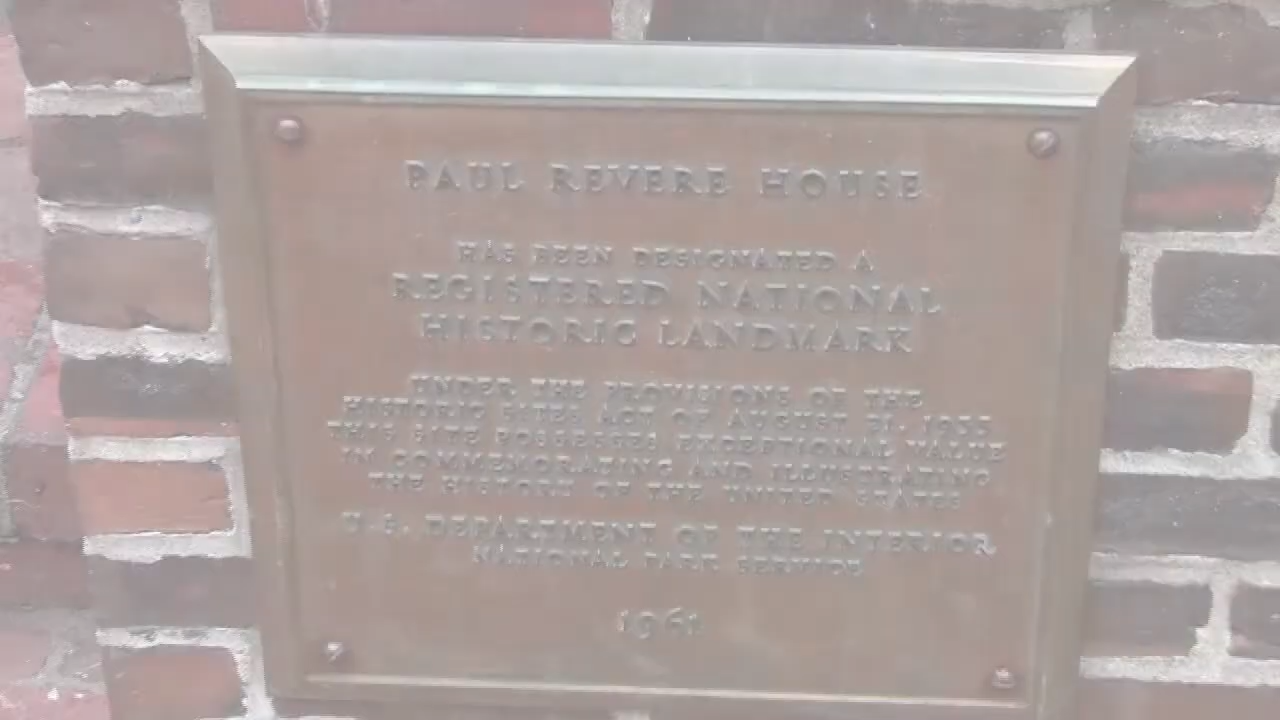 PAUL REVERE HOUSE
HAS BEEN DESIGNATED A
REGISTERED NATIONAL
HISTORIC LANDMARK
UNDER THE PROVISIONS OF THE
HISTORIC SITES ACT OF AUGUST 21, 1935
THIS SITE POSSESSES EXCEPTIONAL VALUE
IN COMMEMORATING AND ILLUSTRATING
THE HISTORY OF THE UNITED STATES
U. S. DEPARTMENT OF THE INTERIOR
NATIONAL PARK SERVICE
1961